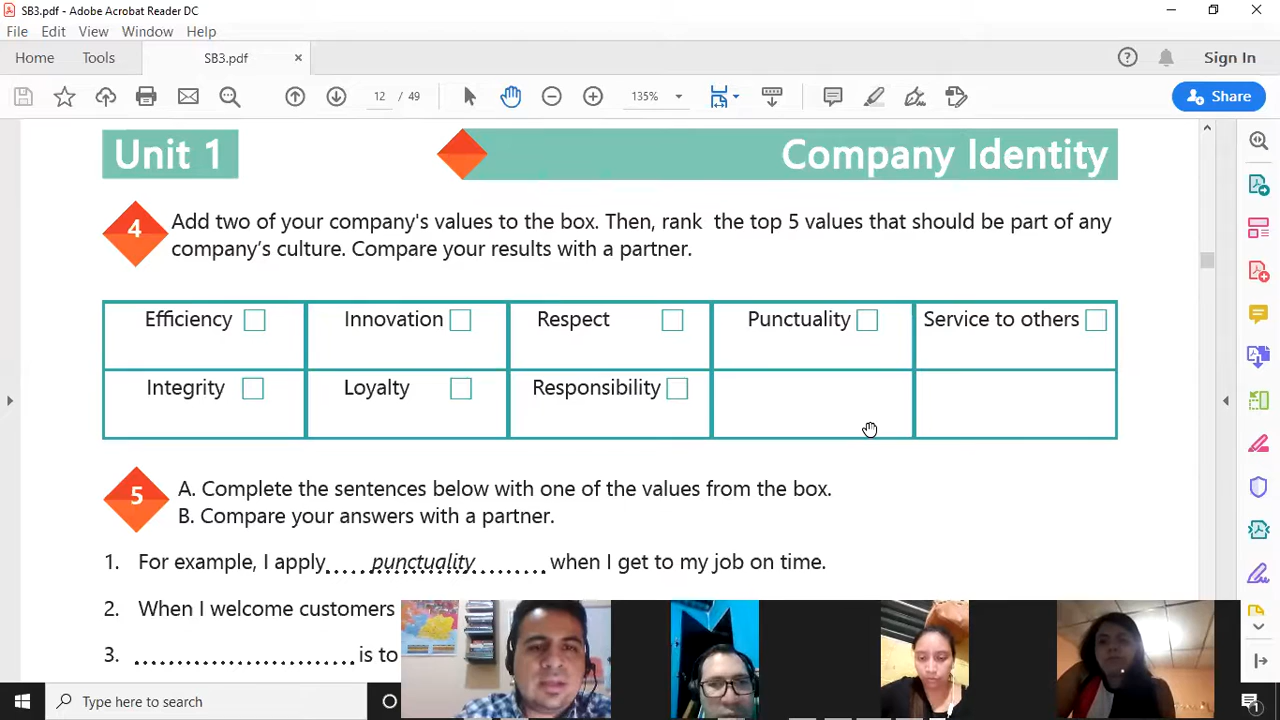 SB3.pdf - Adobe Acrobat Reader DC
File Edit View Window Help
Home Tools SB3.pdf × Sign In
12 / 49 135% Share
Unit 1 Company Identity
4 Add two of your company's values to the box. Then, rank the top 5 values that should be part of any
company's culture. Compare your results with a partner.
Efficiency Innovation Respect Punctuality Service to others
Integrity Loyalty Responsibility
5 A. Complete the sentences below with one of the values from the box.
B. Compare your answers with a partner.
1. For example, I apply.....punctuality.......when I get to my job on time.
2. When I welcome customers
3. ........................ is to
Type here to search
1